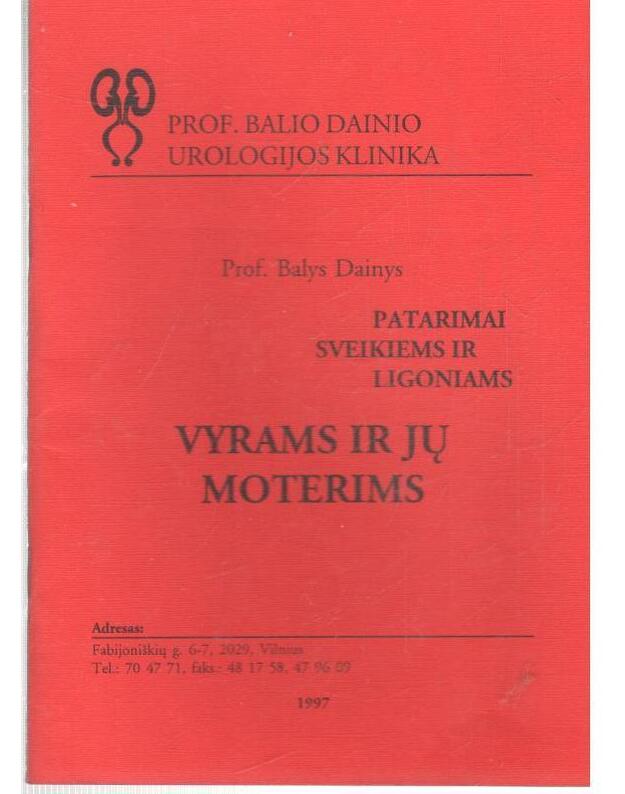 PROF. BALIO DAINIO
UROLOGIJOS KLINIKA
Prof. Balys Dainys
PATARIMAI
SVEIKIEMS IR
LIGONIAMS
VYRAMS IR JŲ
MOTERIMS
Adresas:
Fabijoniškių g. 6-7, 2029, Vilnius
Tel.: 70 47 71, faks.: 48 17 58, 47 96 09
1997